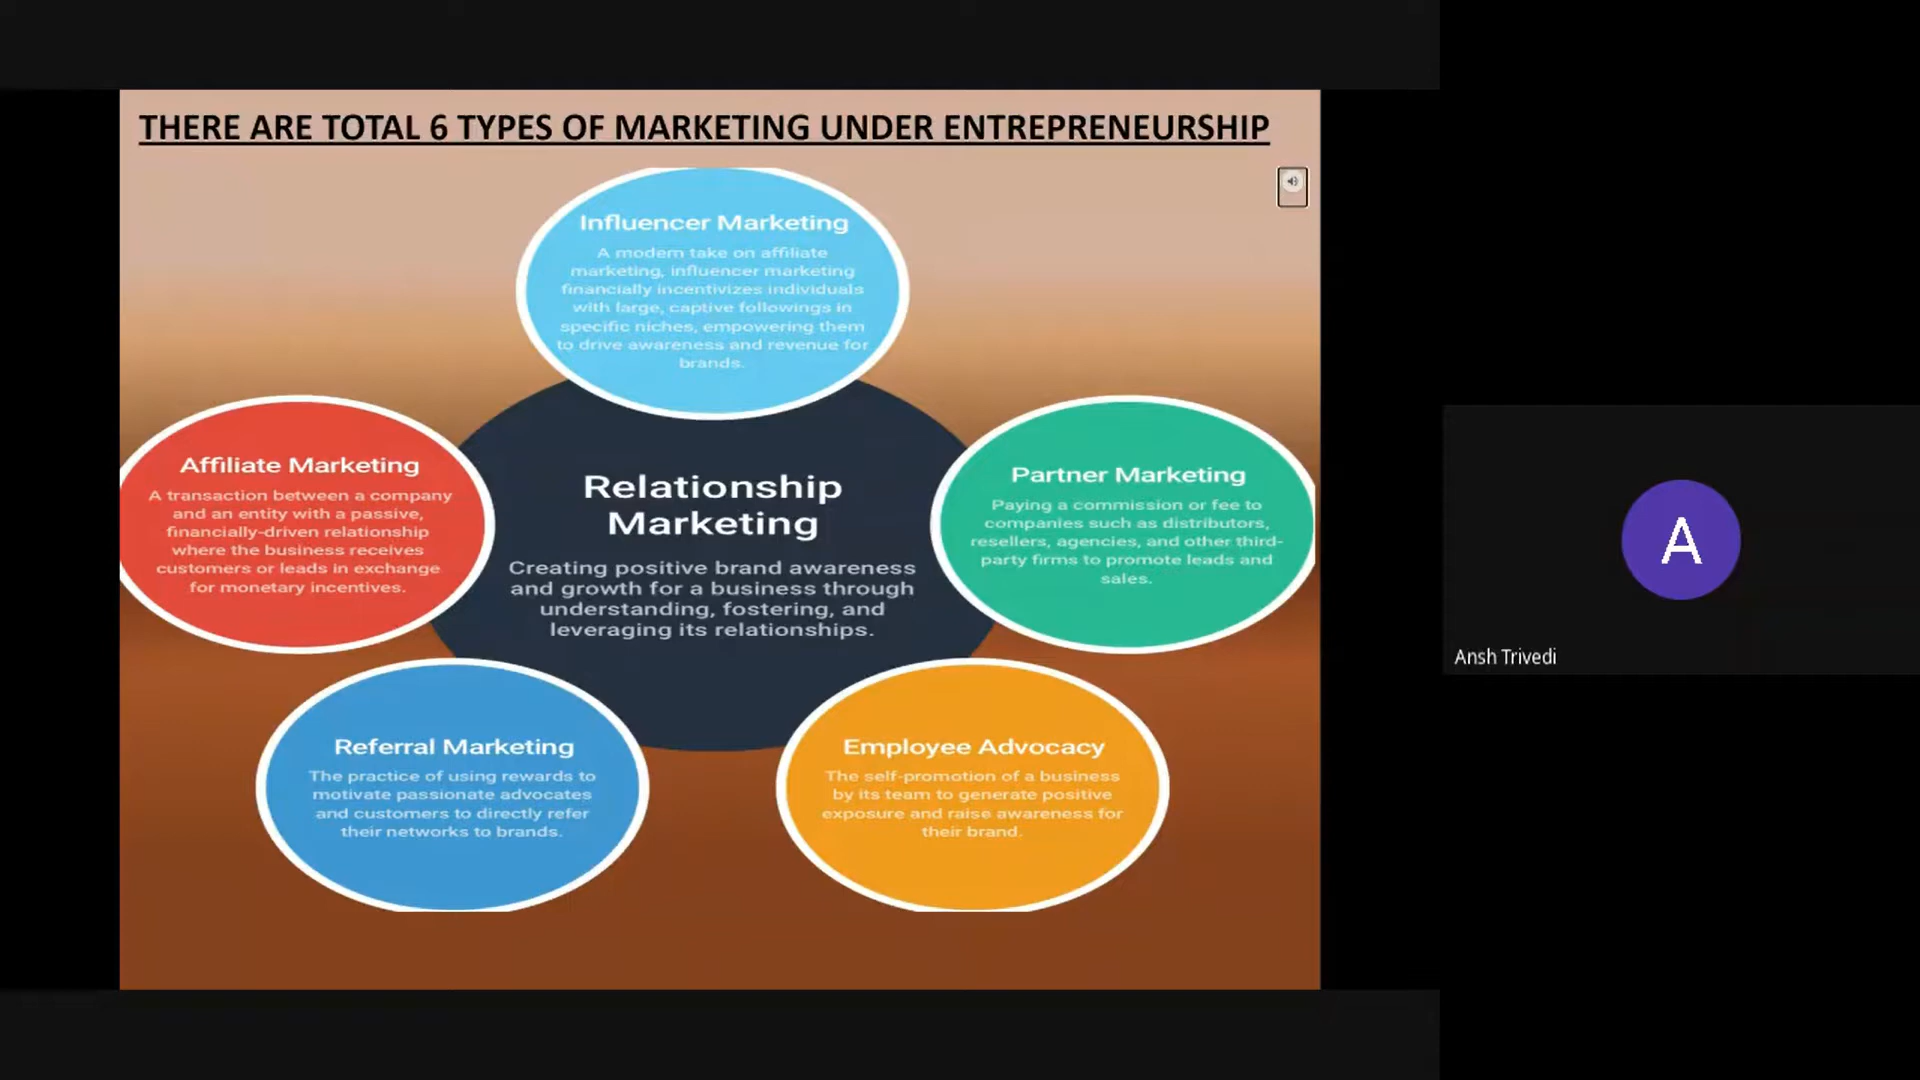 THERE ARE TOTAL 6 TYPES OF MARKETING UNDER ENTREPRENEURSHIP
Influencer Marketing
A modern take on affiliate
marketing, influencer marketing
financially incentivizes individuals
with large, captive followings in
specific niches, empowering them
to drive awareness and revenue for
brands.
Affiliate Marketing
A transaction between a company
and an entity with a passive,
financially-driven relationship
where the business receives
customers or leads in exchange
for monetary incentives.
Relationship
Marketing
Creating positive brand awareness
and growth for a business through
understanding, fostering, and
leveraging its relationships.
Partner Marketing
Paying a commission or fee to
companies such as distributors,
resellers, agencies, and other third-
party firms to promote leads and
sales.
Referral Marketing
The practice of using rewards to
motivate passionate advocates
and customers to directly refer
their networks to brands.
Employee Advocacy
The self-promotion of a business
by its team to generate positive
exposure and raise awareness for
their brand.
A
Ansh Trivedi